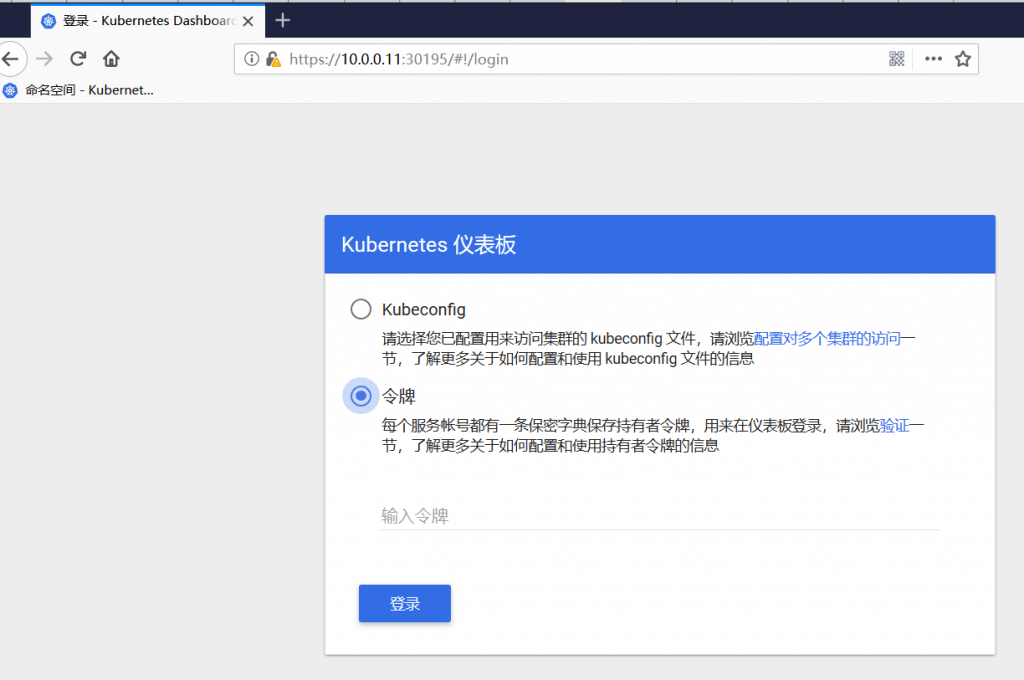 登录 - Kubernetes Dashboard
https://10.0.0.11:30195/#!/login
命名空间 - Kubernet...
Kubernetes 仪表板
Kubeconfig
请选择您已配置用来访问集群的 kubeconfig 文件，请浏览配置对多个集群的访问一
节，了解更多关于如何配置和使用 kubeconfig 文件的信息
令牌
每个服务帐号都有一条保密字典保存持有者令牌，用来在仪表板登录，请浏览验证一
节，了解更多关于如何配置和使用持有者令牌的信息
输入令牌
登录